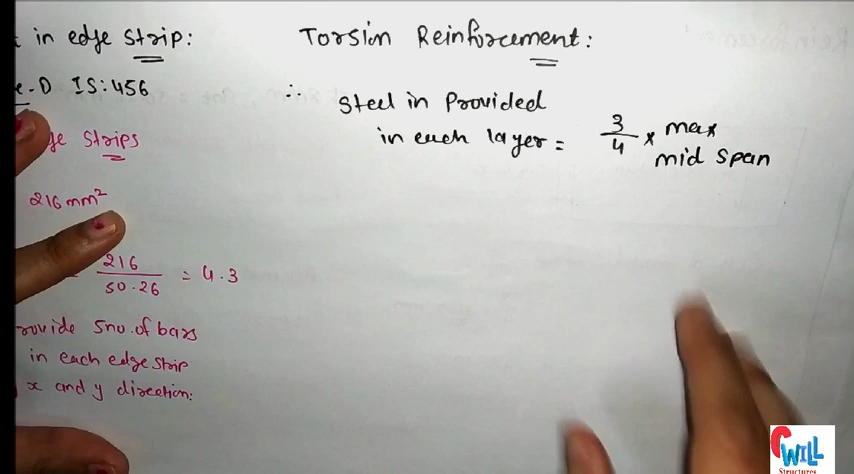 in edge Strip:
e-D IS:456
ge Strips
216 mm²
216
50.26
= 4.3
rovide 5no. of bars
in each edge strip
x and y direction:
Torsion Reinforcement:
∴ Steel in Provided
in each layer = 3/4 × max
mid span
CWILL
Structures